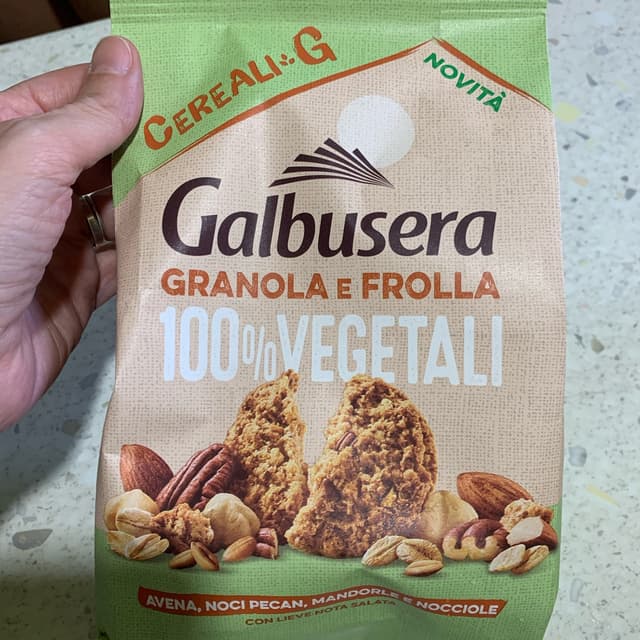 CEREALI·G
NOVITÀ
Galbusera
GRANOLA E FROLLA
100% VEGETALI
AVENA, NOCI PECAN, MANDORLE E NOCCIOLE
CON LIEVE NOTA SALATA